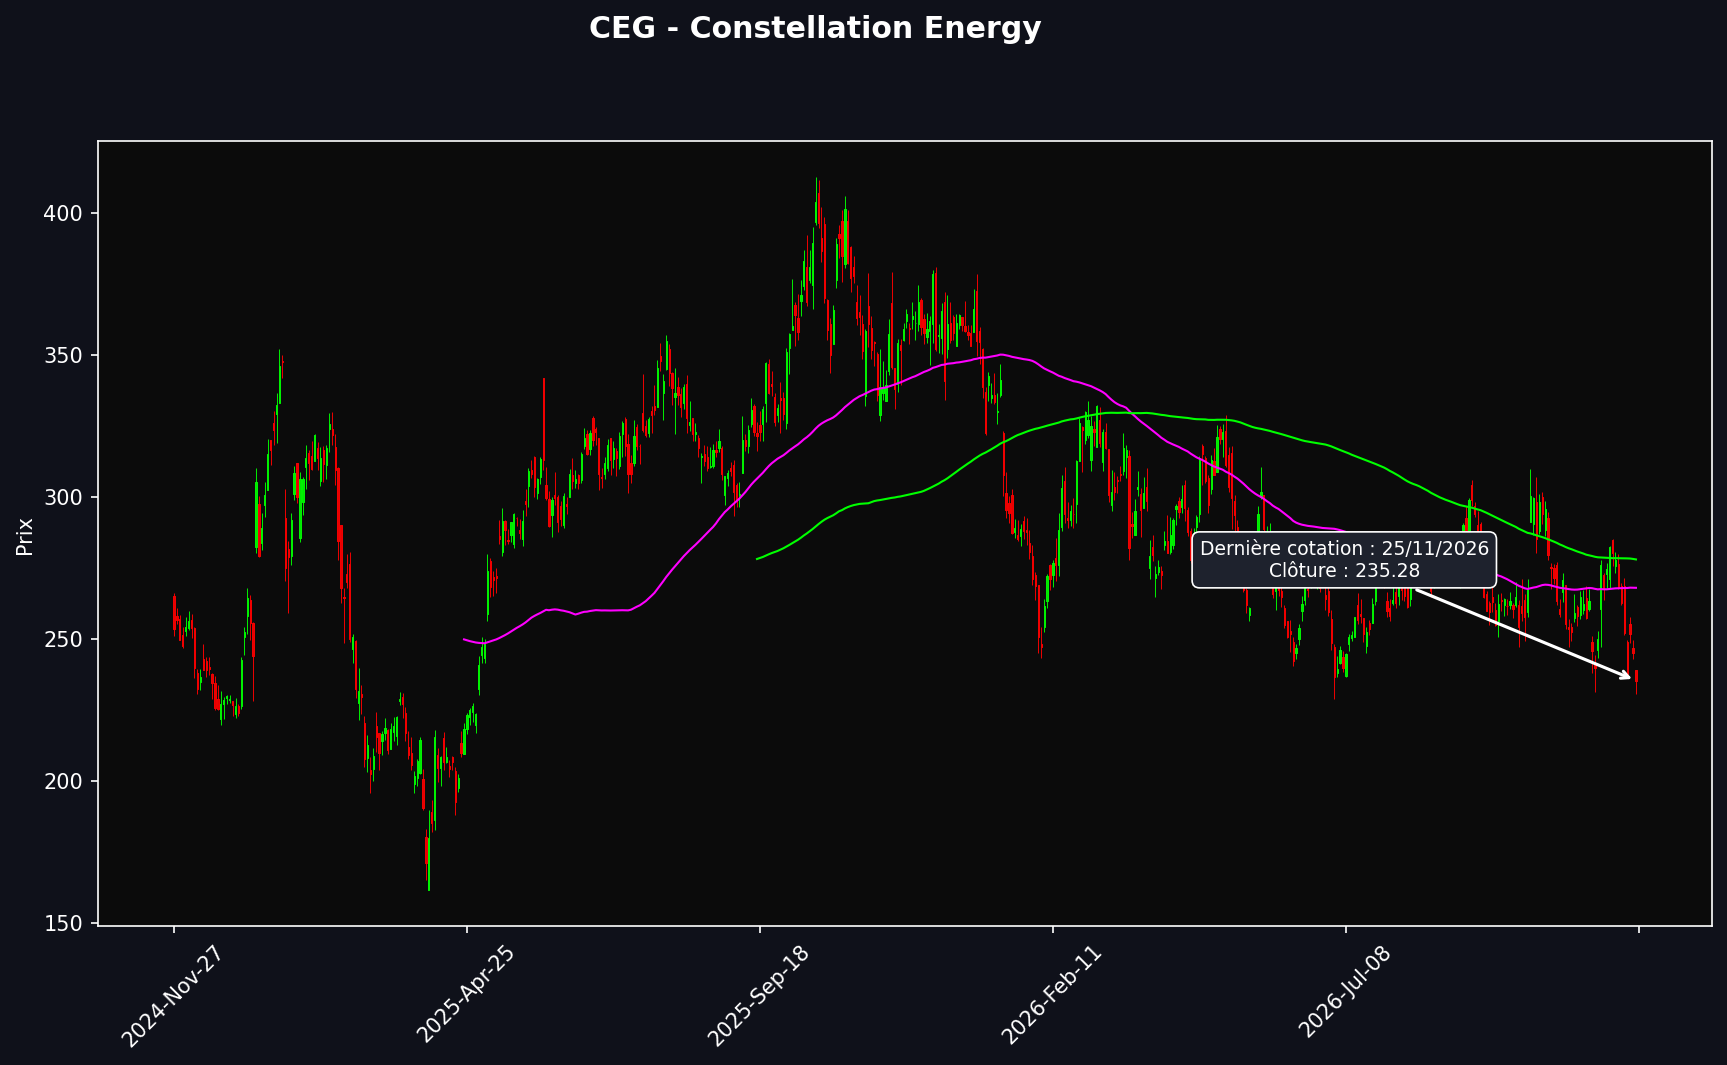 CEG - Constellation Energy
Prix
400
350
300
250
200
150
Dernière cotation : 25/11/2026
Clôture : 235.28
2024-Nov-27
2025-Apr-25
2025-Sep-18
2026-Feb-11
2026-Jul-08